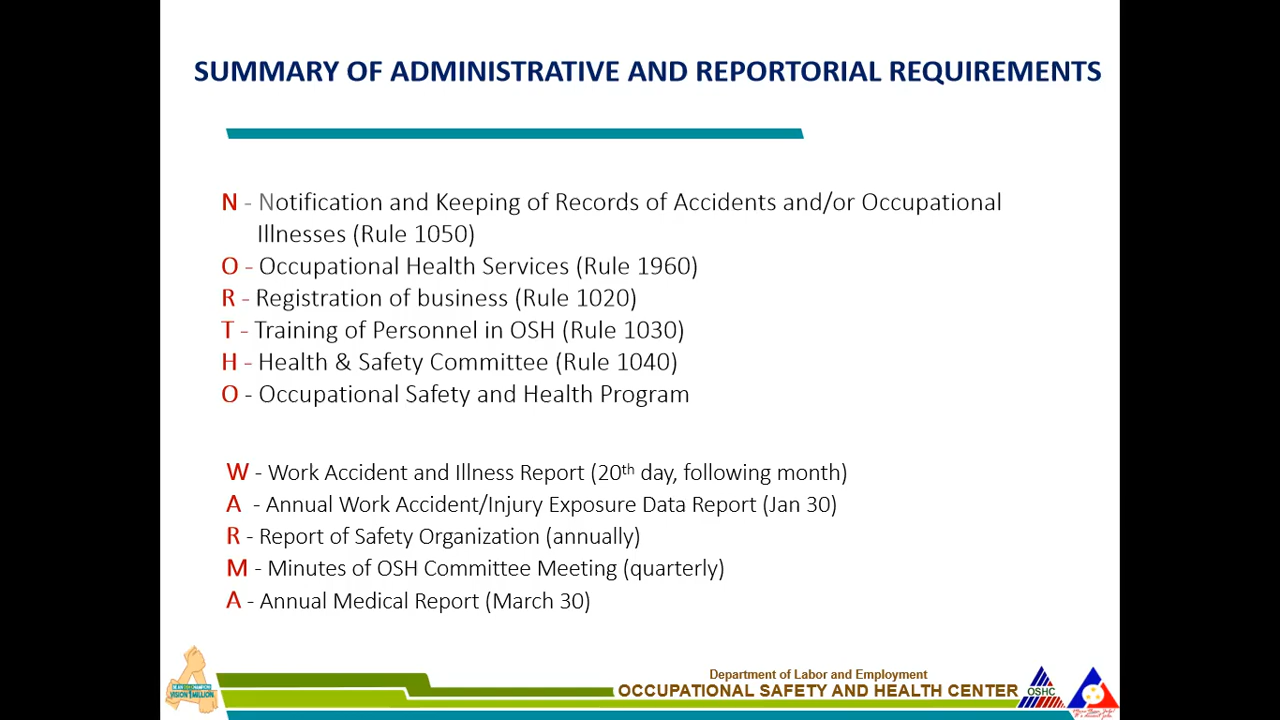 SUMMARY OF ADMINISTRATIVE AND REPORTORIAL REQUIREMENTS
N - Notification and Keeping of Records of Accidents and/or Occupational
Illnesses (Rule 1050)
O - Occupational Health Services (Rule 1960)
R - Registration of business (Rule 1020)
T - Training of Personnel in OSH (Rule 1030)
H - Health & Safety Committee (Rule 1040)
O - Occupational Safety and Health Program
W - Work Accident and Illness Report (20th day, following month)
A - Annual Work Accident/Injury Exposure Data Report (Jan 30)
R - Report of Safety Organization (annually)
M - Minutes of OSH Committee Meeting (quarterly)
A - Annual Medical Report (March 30)
VISION 1 MILLION
Department of Labor and Employment
OCCUPATIONAL SAFETY AND HEALTH CENTER
OSHC